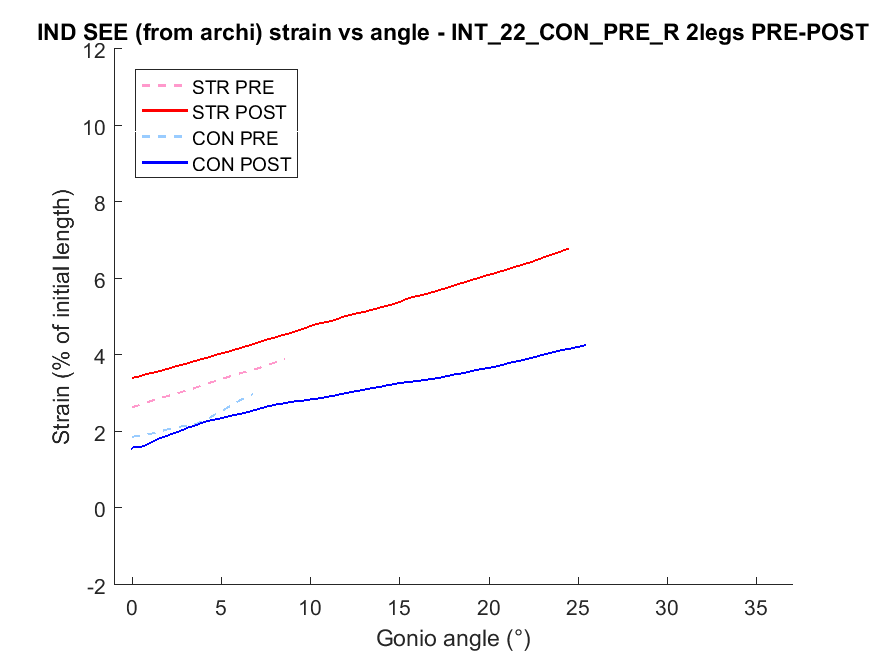 IND SEE (from archi) strain vs angle - INT_22_CON_PRE_R 2legs PRE-POST
12
10
8
6
4
2
0
-2
Strain (% of initial length)
STR PRE
STR POST
CON PRE
CON POST
0 5 10 15 20 25 30 35
Gonio angle (°)